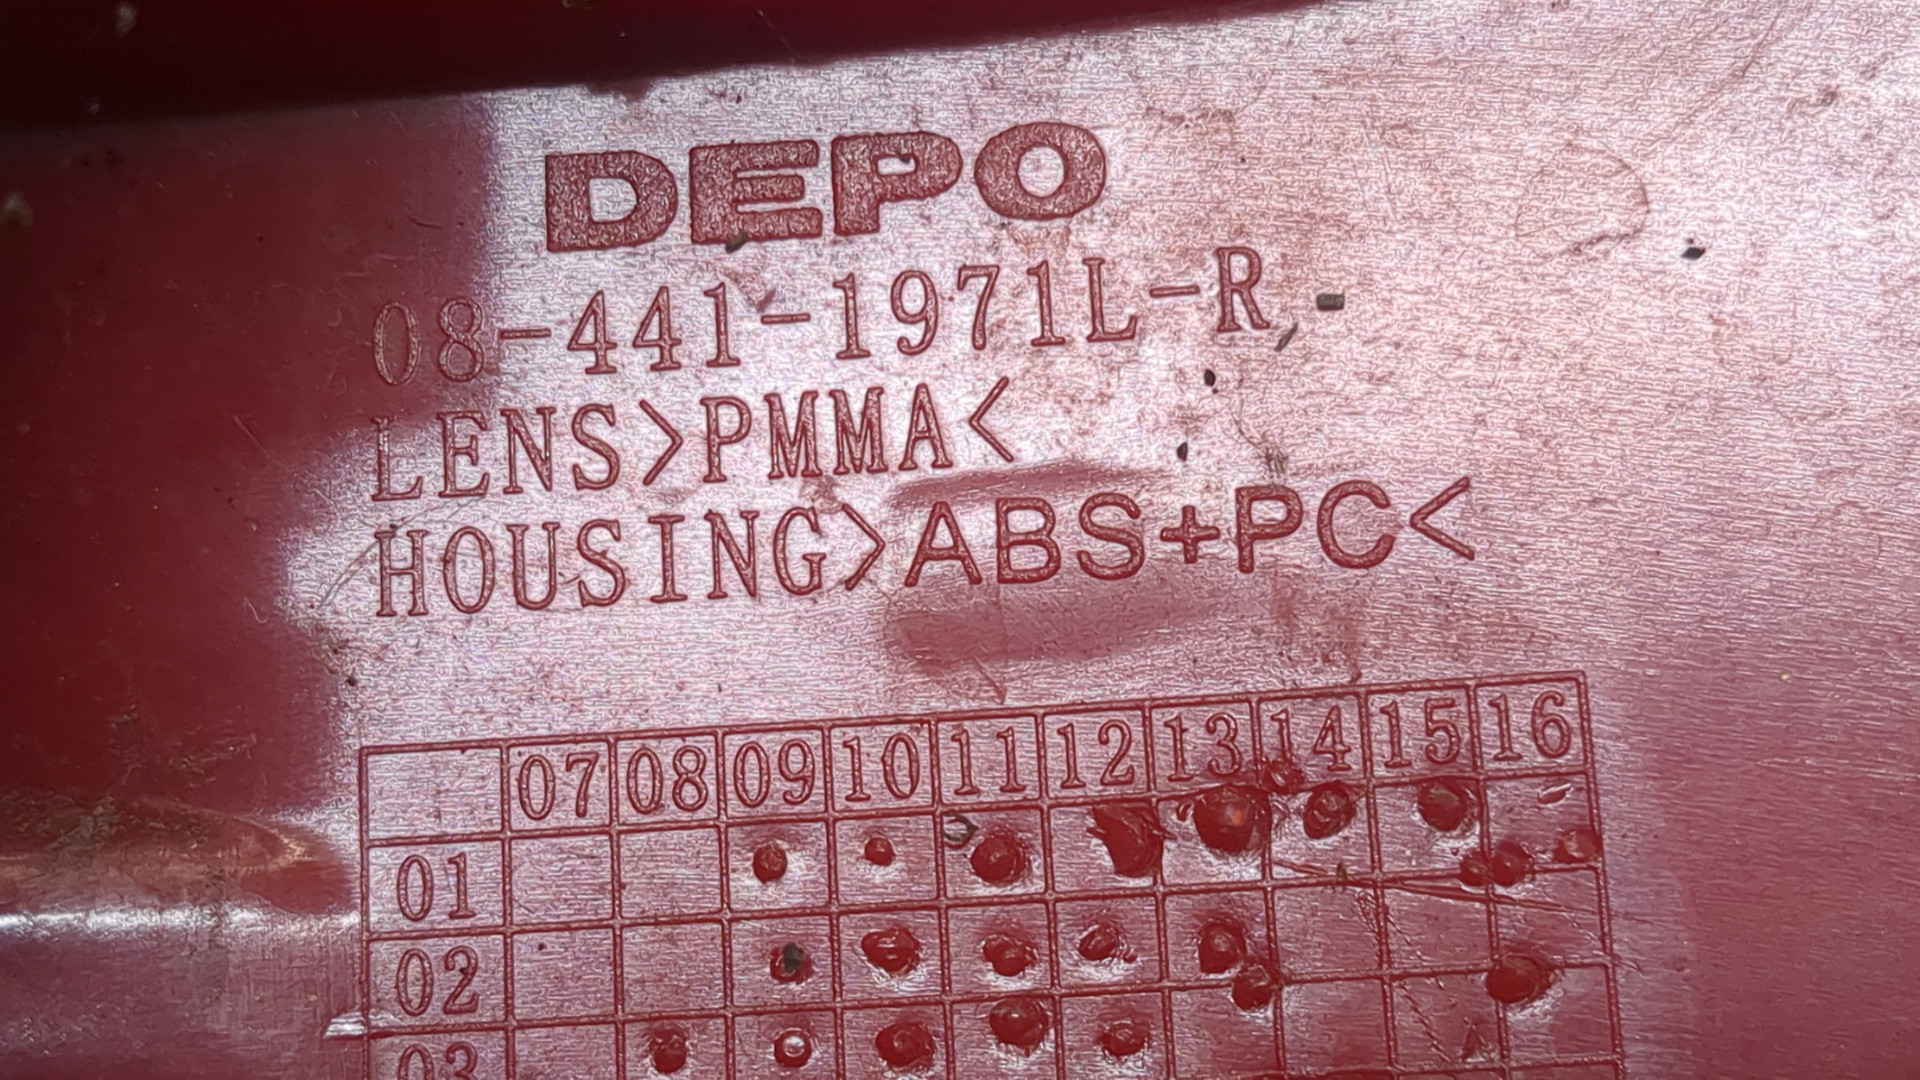 DEPO
08-441-1971L-R
LENS>PMMA<
HOUSING>ABS+PC<
07 08 09 10 11 12 13 14 15 16
01
02
03